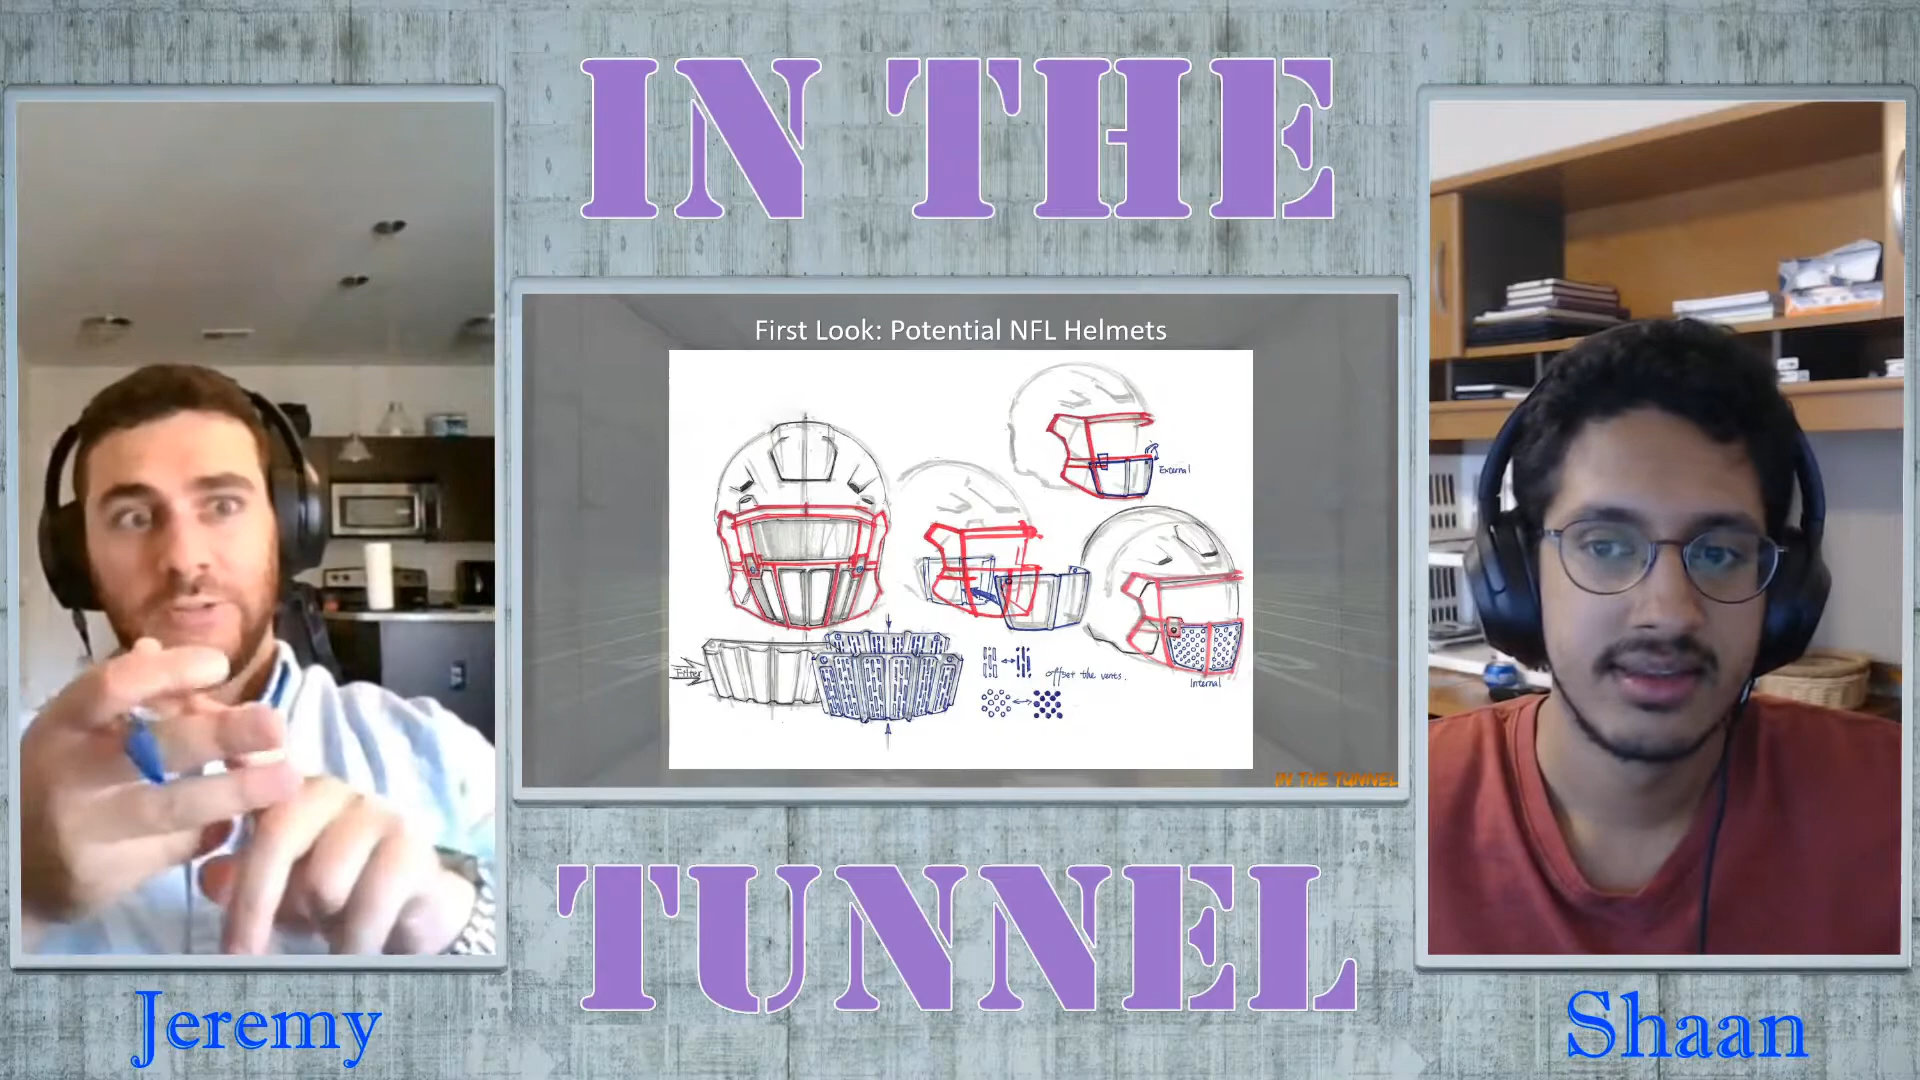 IN THE
First Look: Potential NFL Helmets
External
Filter
offset the vents.
Internal
IN THE TUNNEL
TUNNEL
Jeremy
Shaan